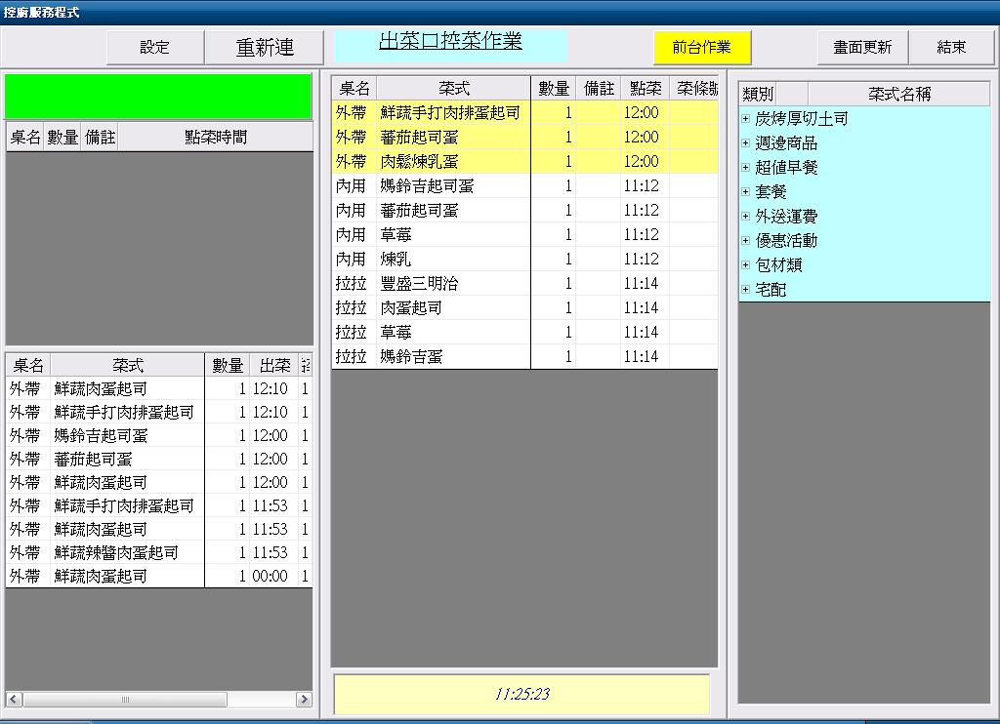 控廚服務程式
設定 重新連 出菜口控菜作業 前台作業 畫面更新 結束
桌名 數量 備註 點菜時間
桌名 菜式 數量 出菜
外帶 鮮蔬肉蛋起司 1 12:10 1
外帶 鮮蔬手打肉排蛋起司 1 12:10 1
外帶 媽鈴吉起司蛋 1 12:00 1
外帶 蕃茄起司蛋 1 12:00 1
外帶 鮮蔬肉蛋起司 1 12:00 1
外帶 鮮蔬手打肉排蛋起司 1 11:53 1
外帶 鮮蔬肉蛋起司 1 11:53 1
外帶 鮮蔬辣醬肉蛋起司 1 11:53 1
外帶 鮮蔬肉蛋起司 1 00:00 1
桌名 菜式 數量 備註 點菜 菜條
外帶 鮮蔬手打肉排蛋起司 1 12:00
外帶 蕃茄起司蛋 1 12:00
外帶 肉鬆煉乳蛋 1 12:00
內用 媽鈴吉起司蛋 1 11:12
內用 蕃茄起司蛋 1 11:12
內用 草莓 1 11:12
內用 煉乳 1 11:12
拉拉 豐盛三明治 1 11:14
拉拉 肉蛋起司 1 11:14
拉拉 草莓 1 11:14
拉拉 媽鈴吉蛋 1 11:14
11:25:23
類別 菜式名稱
炭烤厚切土司
週邊商品
超值早餐
套餐
外送運費
優惠活動
包材類
宅配